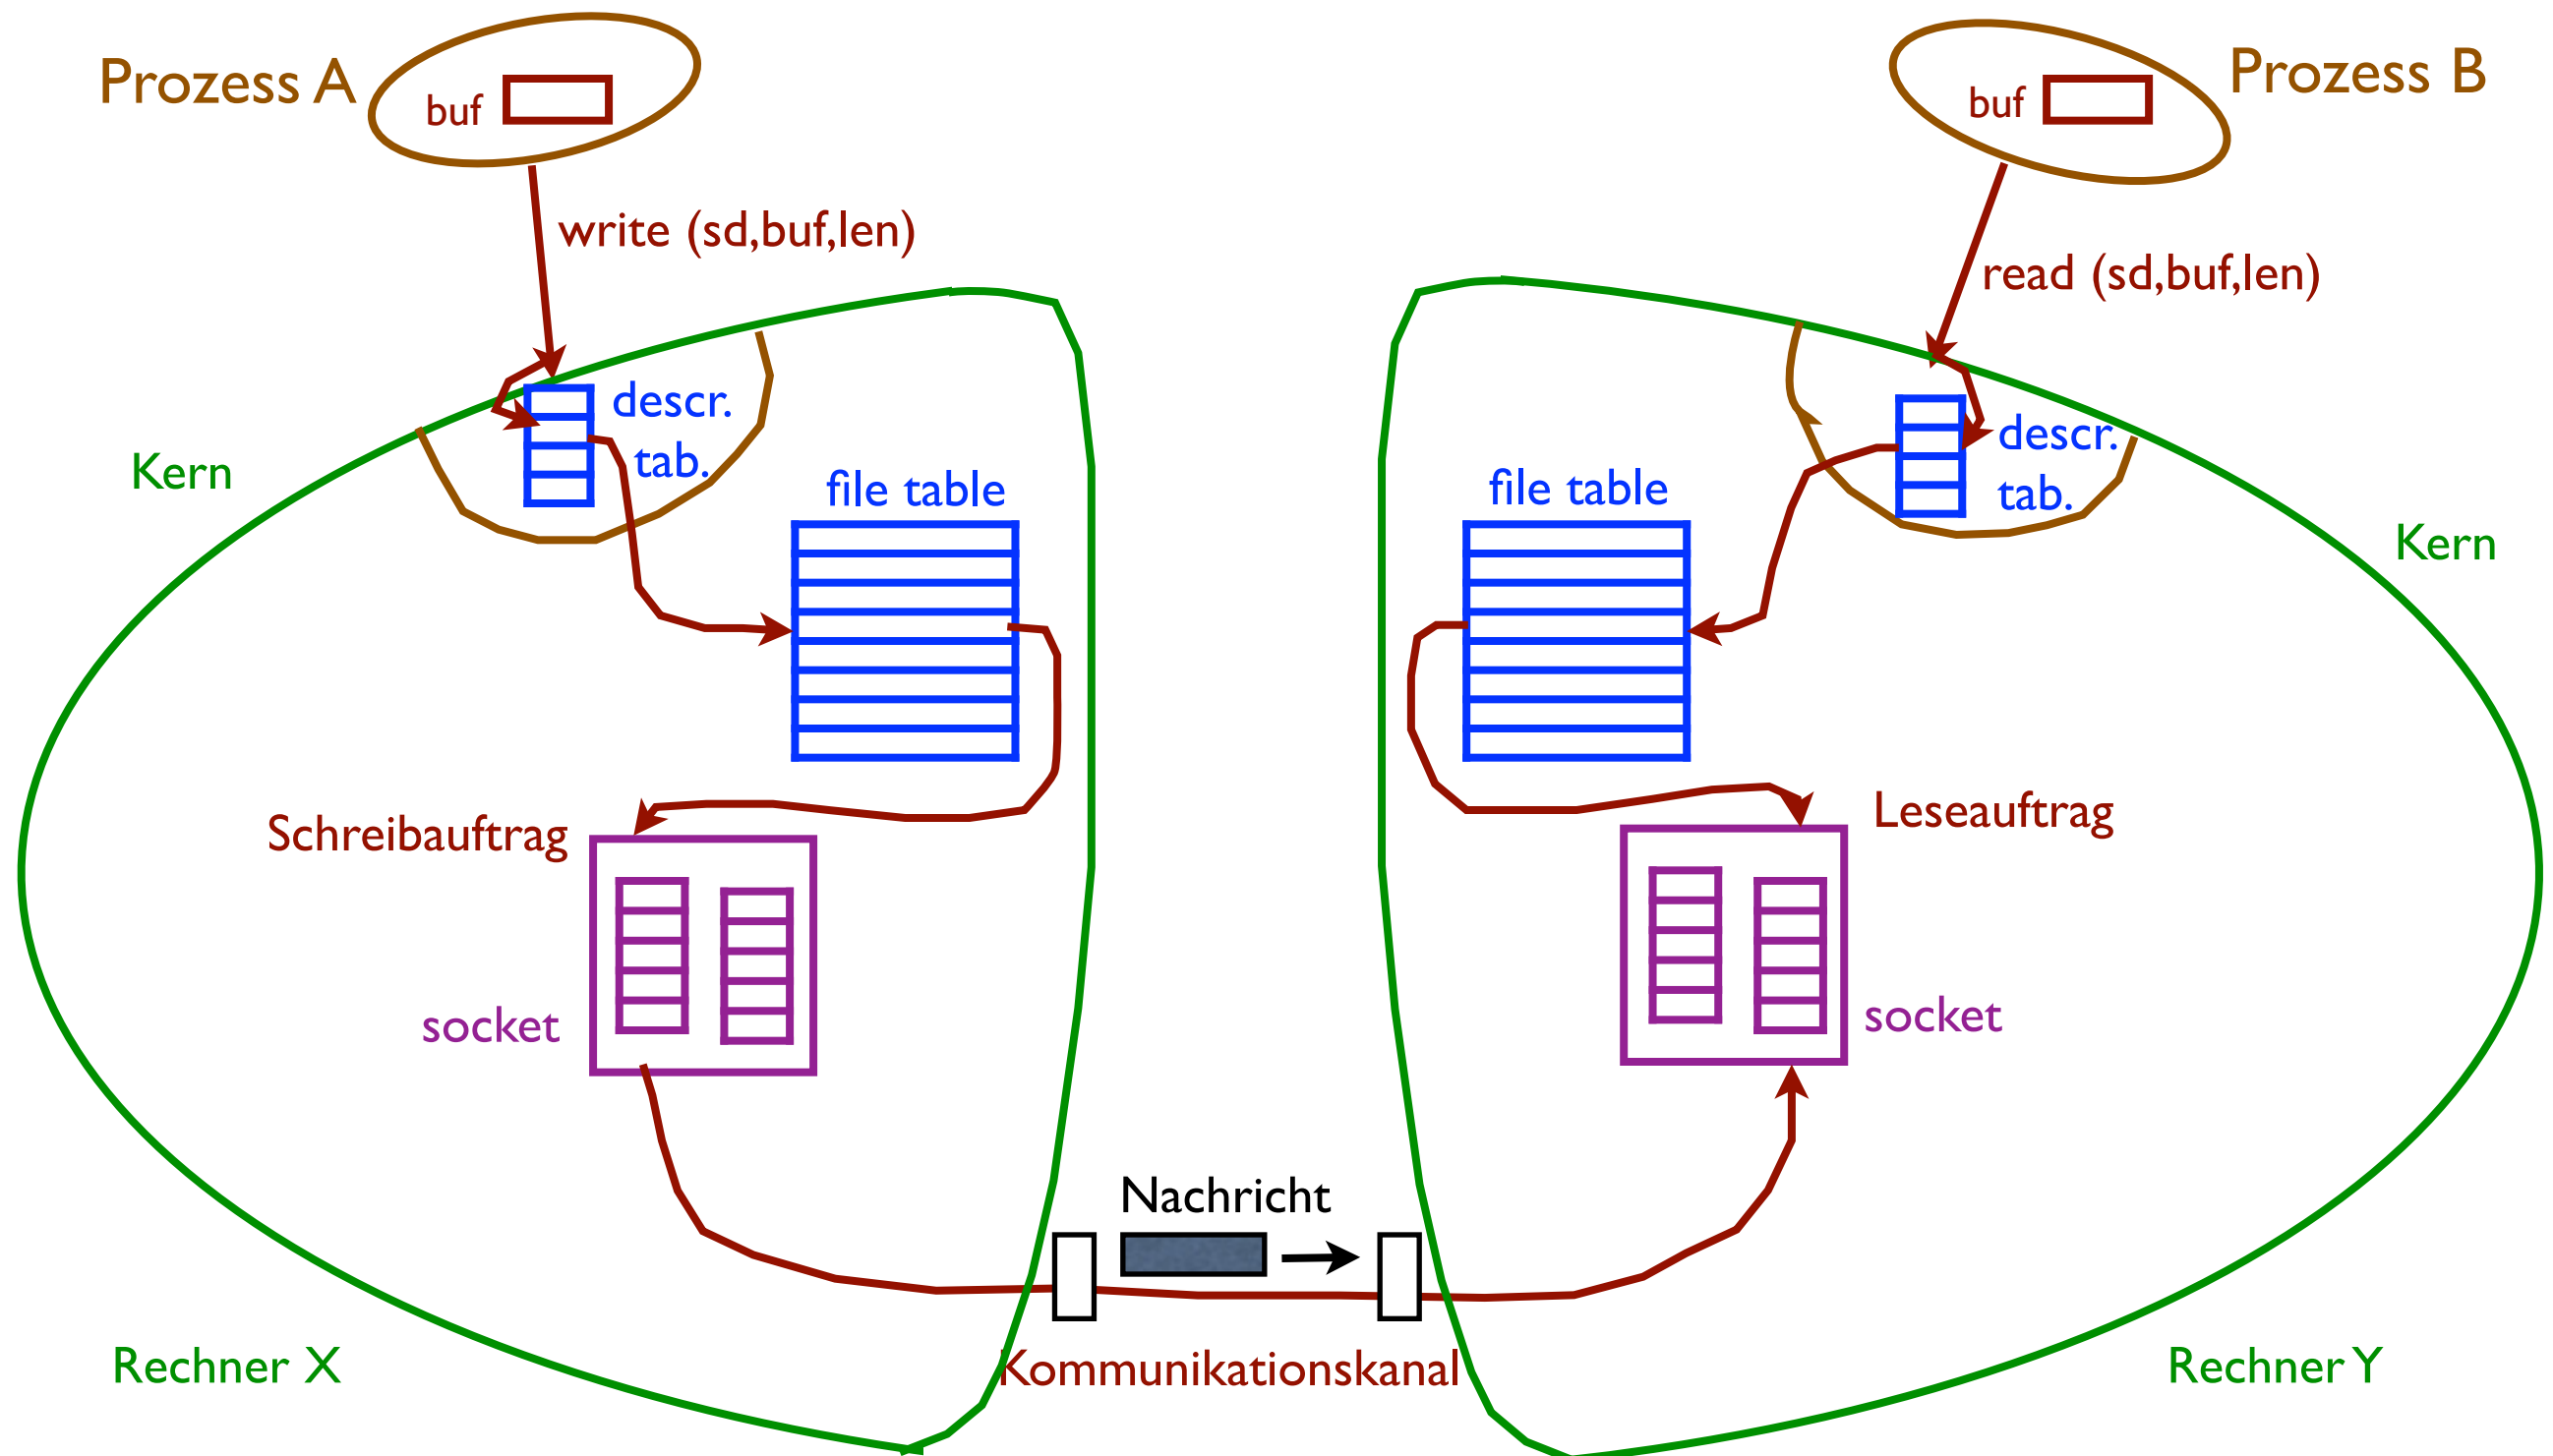 Prozess A
buf
buf
Prozess B
write (sd,buf,len)
read (sd,buf,len)
descr.
tab.
descr.
tab.
Kern
file table
file table
Kern
Schreibauftrag
Leseauftrag
socket
socket
Nachricht
Rechner X
Kommunikationskanal
Rechner Y